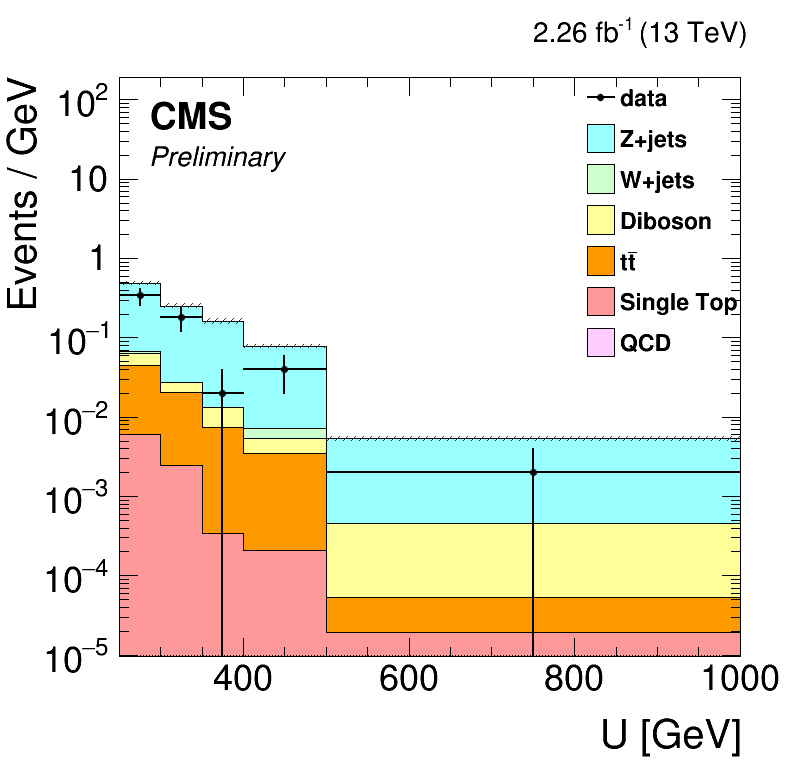 2.26 fb⁻¹ (13 TeV)
Events / GeV
10²
10
1
10⁻¹
10⁻²
10⁻³
10⁻⁴
10⁻⁵
CMS
Preliminary
data
Z+jets
W+jets
Diboson
tt̄
Single Top
QCD
400 600 800 1000
U [GeV]